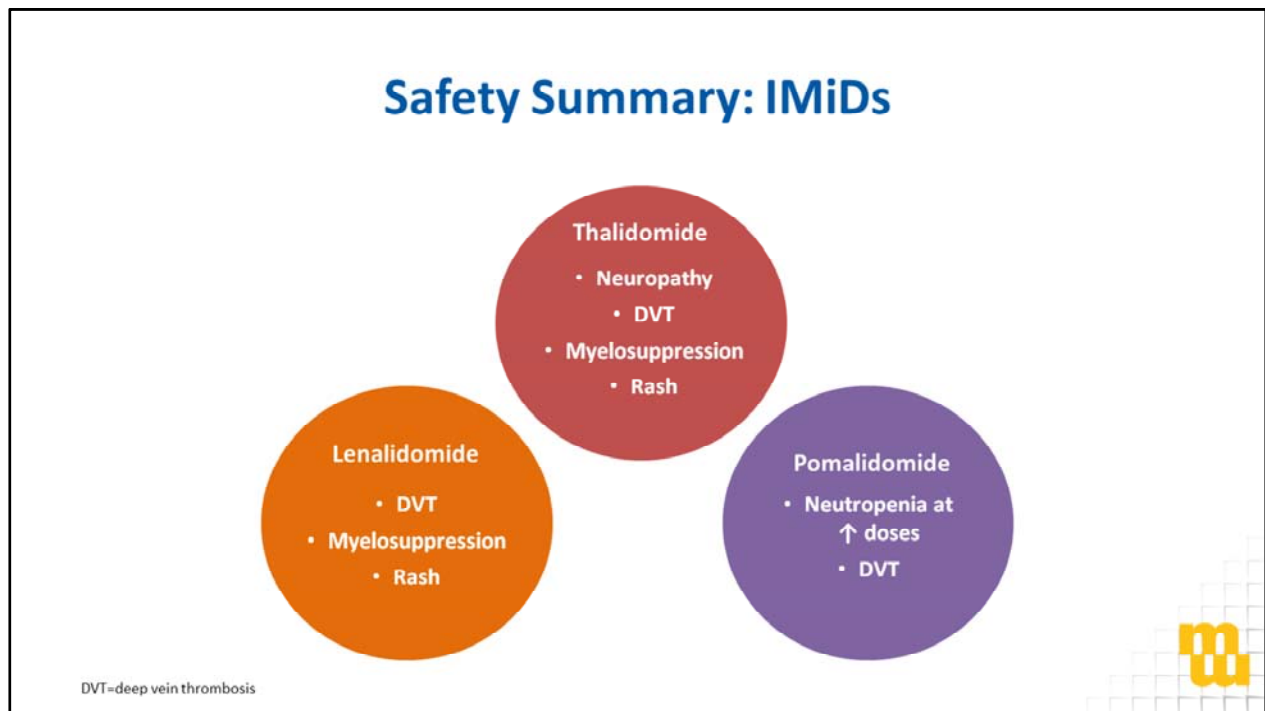 Safety Summary: IMiDs
Thalidomide
• Neuropathy
• DVT
• Myelosuppression
• Rash
Lenalidomide
• DVT
• Myelosuppression
• Rash
Pomalidomide
• Neutropenia at
↑ doses
• DVT
DVT=deep vein thrombosis